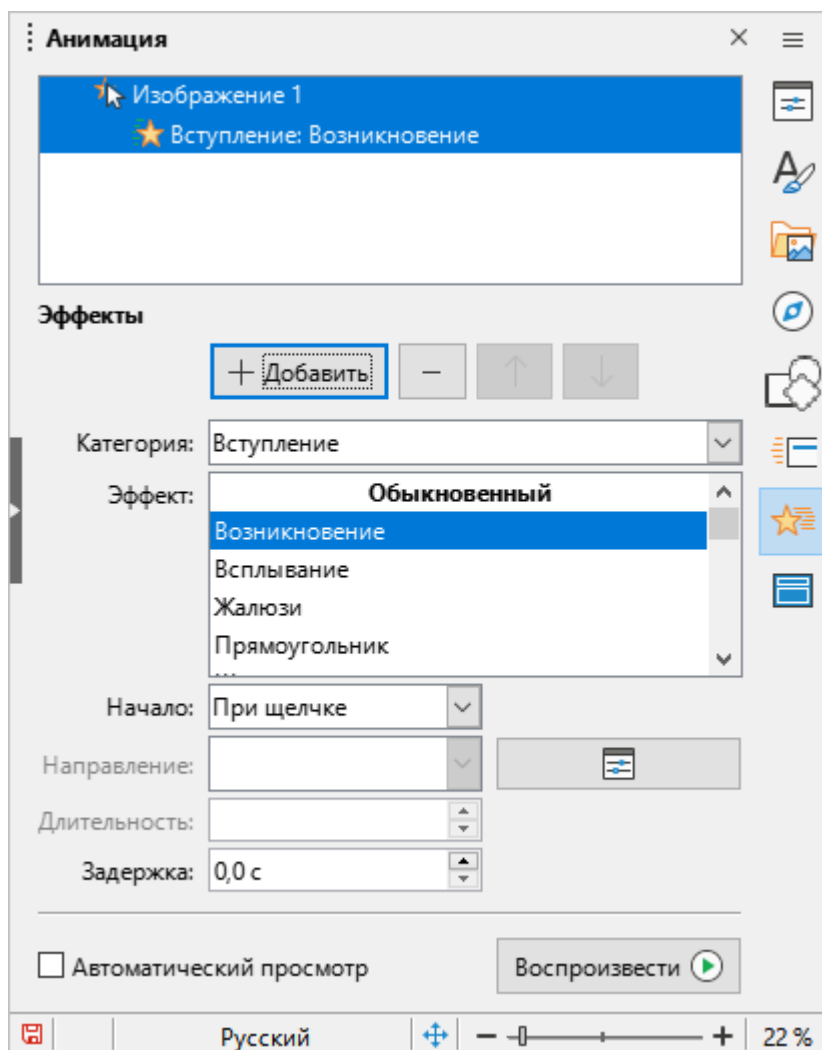 Анимация
Изображение 1
Вступление: Возникновение
Эффекты
Добавить
Категория: Вступление
Эффект: Обыкновенный
Возникновение
Всплывание
Жалюзи
Прямоугольник
Начало: При щелчке
Направление:
Длительность:
Задержка: 0,0 с
Автоматический просмотр Воспроизвести
Русский 22 %